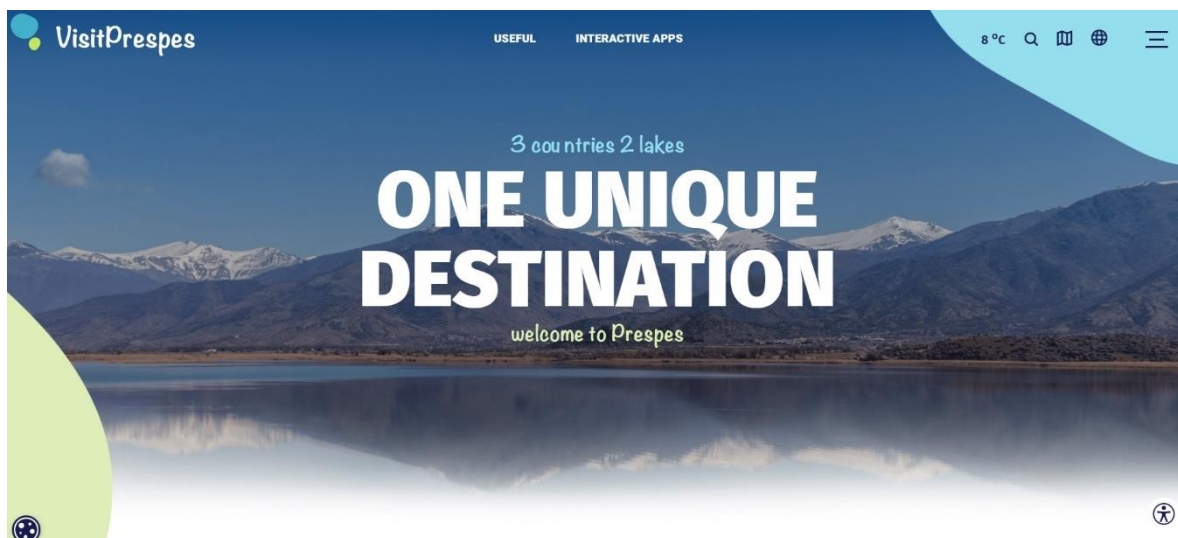 VisitPrespes
USEFUL
INTERACTIVE APPS
8 °C
3 countries 2 lakes
ONE UNIQUE
DESTINATION
welcome to Prespes